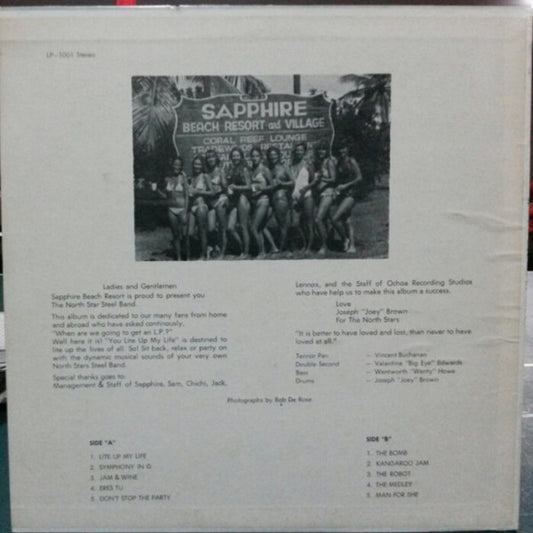 LP-1001 Stereo
SAPPHIRE
BEACH RESORT and VILLAGE
CORAL REEF LOUNGE
TRADEWINDS RESTAURANT
Ladies and Gentlemen
Sapphire Beach Resort is proud to present you
The North Star Steel Band.
This album is dedicated to our many fans from home
and abroad who have asked continously,
"When are we going to get an L.P.?"
Well here it is! "You Lite Up My Life" is destined to
lite up the lives of all. So! Sit back, relax or party on
with the dynamic musical sounds of your very own
North Stars Steel Band.
Special thanks goes to:
Management & Staff of Sapphire, Sam, Chichi, Jack,
Lennox, and the Staff of Ochoa Recording Studios
who have help us to make this album a success.
Love
Joseph "Joey" Brown
For The North Stars
"It is better to have loved and lost, than never to have
loved at all."
Tennor Pan – Vincent Buchanan
Double Second – Valentine "Big Eye" Edwards
Bass – Wentworth "Wenty" Howe
Drums – Joseph "Joey" Brown
Photographs by Bob De Rose
SIDE "A"
1. LITE UP MY LIFE
2. SYMPHONY IN G
3. JAM & WINE
4. ERES TU
5. DON'T STOP THE PARTY
SIDE "B"
1. THE BOMB
2. KANGAROO JAM
3. THE ROBOT
4. THE MEDLEY
5. MAN FOR SHE